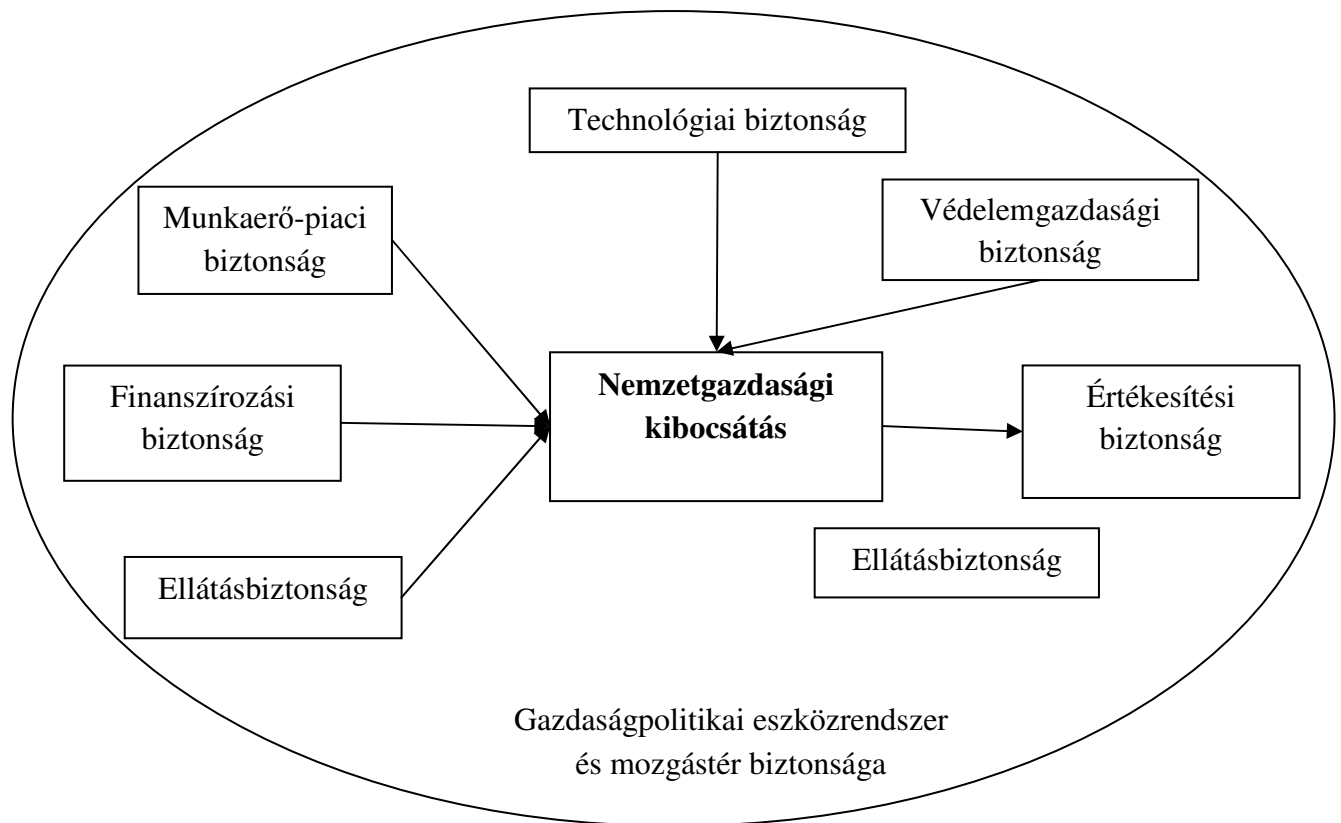 Technológiai biztonság
Munkaerő-piaci
biztonság
Védelemgazdasági
biztonság
Finanszírozási
biztonság
Nemzetgazdasági
kibocsátás
Értékesítési
biztonság
Ellátásbiztonság
Ellátásbiztonság
Gazdaságpolitikai eszközrendszer
és mozgástér biztonsága